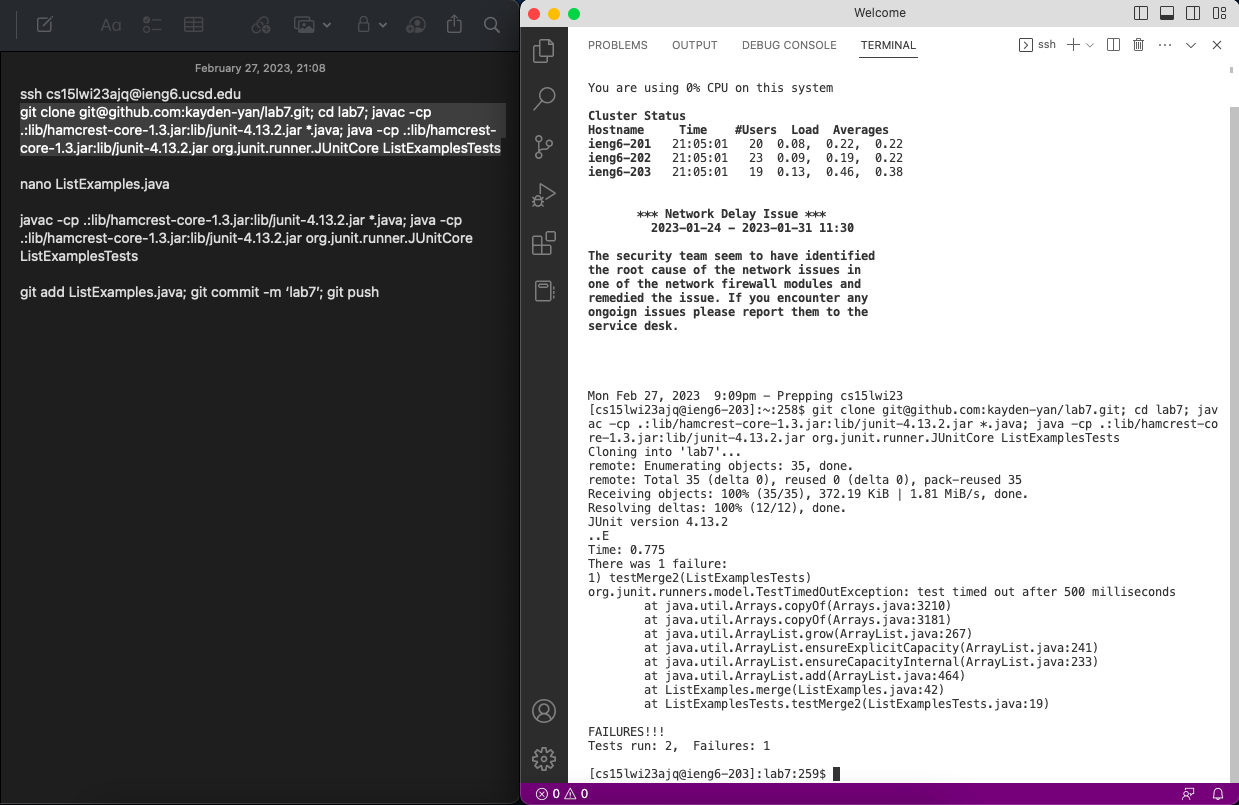 Aa
February 27, 2023, 21:08
ssh cs15lwi23ajq@ieng6.ucsd.edu
git clone git@github.com:kayden-yan/lab7.git; cd lab7; javac -cp
.:lib/hamcrest-core-1.3.jar:lib/junit-4.13.2.jar *.java; java -cp .:lib/hamcrest-
core-1.3.jar:lib/junit-4.13.2.jar org.junit.runner.JUnitCore ListExamplesTests
nano ListExamples.java
javac -cp .:lib/hamcrest-core-1.3.jar:lib/junit-4.13.2.jar *.java; java -cp
.:lib/hamcrest-core-1.3.jar:lib/junit-4.13.2.jar org.junit.runner.JUnitCore
ListExamplesTests
git add ListExamples.java; git commit -m ‘lab7’; git push
Welcome
PROBLEMS OUTPUT DEBUG CONSOLE TERMINAL ssh
You are using 0% CPU on this system
Cluster Status
Hostname     Time    #Users  Load  Averages
ieng6-201   21:05:01   20  0.08,  0.22,  0.22
ieng6-202   21:05:01   23  0.09,  0.19,  0.22
ieng6-203   21:05:01   19  0.13,  0.46,  0.38
*** Network Delay Issue ***
2023-01-24 - 2023-01-31 11:30
The security team seem to have identified
the root cause of the network issues in
one of the network firewall modules and
remedied the issue. If you encounter any
ongoign issues please report them to the
service desk.
Mon Feb 27, 2023  9:09pm - Prepping cs15lwi23
[cs15lwi23ajq@ieng6-203]:~:258$ git clone git@github.com:kayden-yan/lab7.git; cd lab7; jav
ac -cp .:lib/hamcrest-core-1.3.jar:lib/junit-4.13.2.jar *.java; java -cp .:lib/hamcrest-co
re-1.3.jar:lib/junit-4.13.2.jar org.junit.runner.JUnitCore ListExamplesTests
Cloning into 'lab7'...
remote: Enumerating objects: 35, done.
remote: Total 35 (delta 0), reused 0 (delta 0), pack-reused 35
Receiving objects: 100% (35/35), 372.19 KiB | 1.81 MiB/s, done.
Resolving deltas: 100% (12/12), done.
JUnit version 4.13.2
..E
Time: 0.775
There was 1 failure:
1) testMerge2(ListExamplesTests)
org.junit.runners.model.TestTimedOutException: test timed out after 500 milliseconds
at java.util.Arrays.copyOf(Arrays.java:3210)
at java.util.Arrays.copyOf(Arrays.java:3181)
at java.util.ArrayList.grow(ArrayList.java:267)
at java.util.ArrayList.ensureExplicitCapacity(ArrayList.java:241)
at java.util.ArrayList.ensureCapacityInternal(ArrayList.java:233)
at java.util.ArrayList.add(ArrayList.java:464)
at ListExamples.merge(ListExamples.java:42)
at ListExamplesTests.testMerge2(ListExamplesTests.java:19)
FAILURES!!!
Tests run: 2,  Failures: 1
[cs15lwi23ajq@ieng6-203]:lab7:259$
0 0